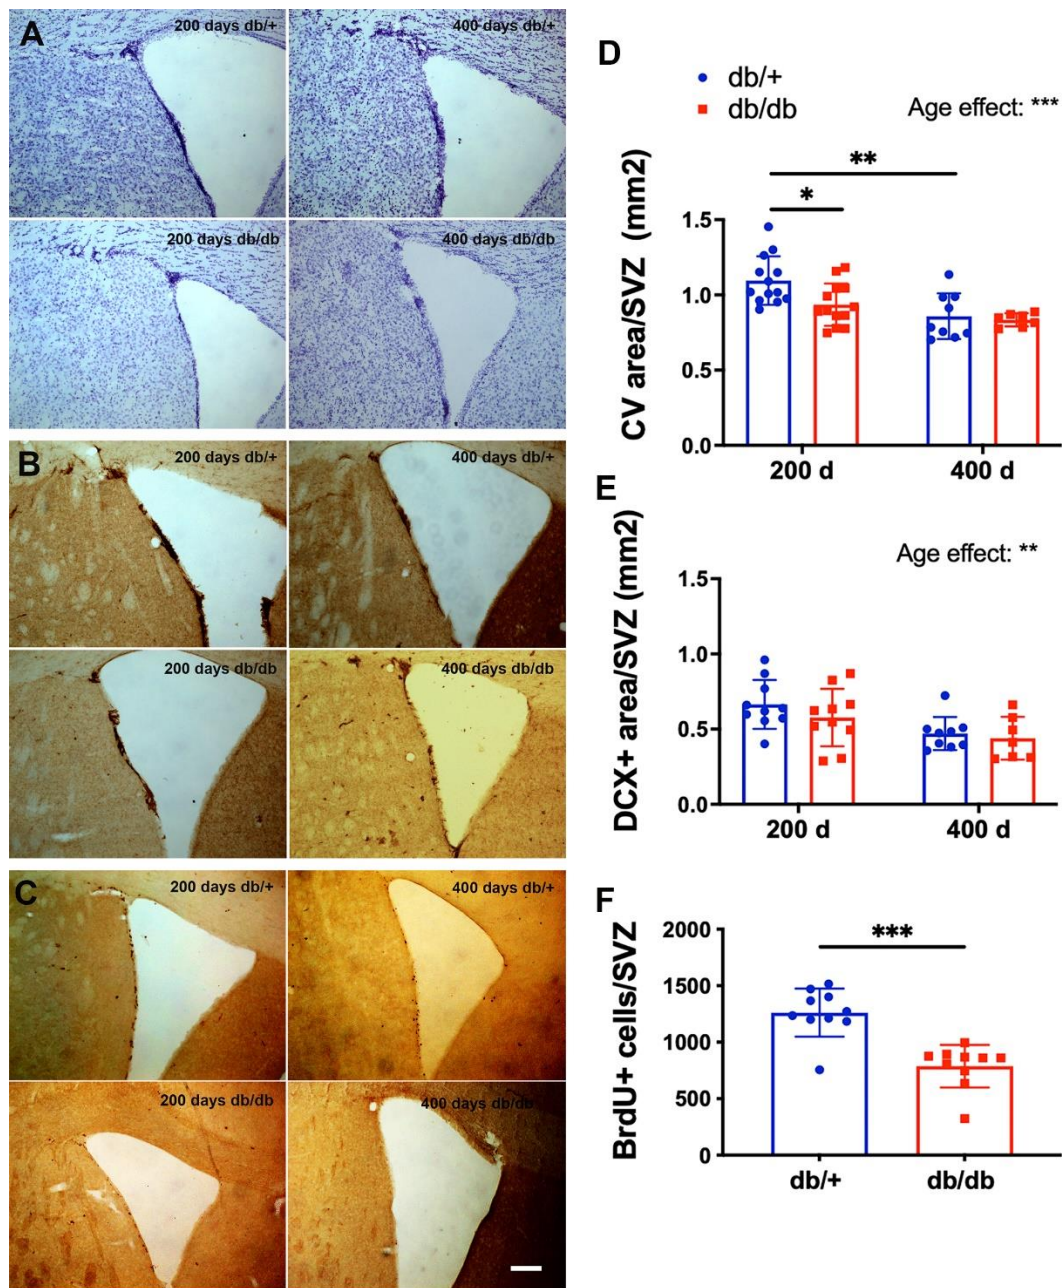 A
200 days db/+
400 days db/+
200 days db/db
400 days db/db
B
200 days db/+
400 days db/+
200 days db/db
400 days db/db
C
200 days db/+
400 days db/+
200 days db/db
400 days db/db
D
db/+
db/db
Age effect: ***
**
*
CV area/SVZ (mm2)
1.5
1.0
0.5
0.0
200 d
400 d
E
Age effect: **
DCX+ area/SVZ (mm2)
1.5
1.0
0.5
0.0
200 d
400 d
F
***
BrdU+ cells/SVZ
2000
1500
1000
500
0
db/+
db/db